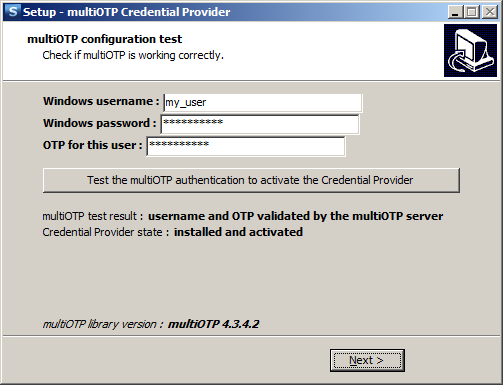 Setup - multiOTP Credential Provider
multiOTP configuration test
Check if multiOTP is working correctly.
Windows username : my_user
Windows password : **********
OTP for this user : **********
Test the multiOTP authentication to activate the Credential Provider
multiOTP test result : username and OTP validated by the multiOTP server
Credential Provider state : installed and activated
multiOTP library version : multiOTP 4.3.4.2
Next >